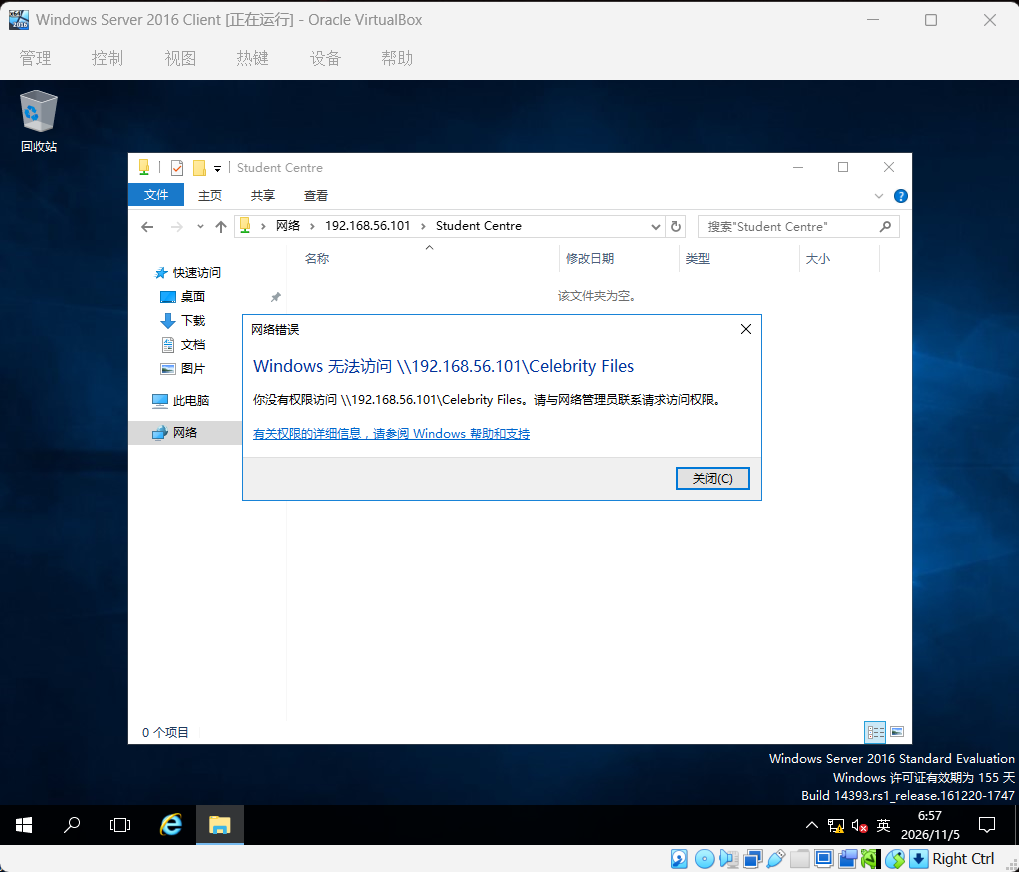 Windows Server 2016 Client [正在运行] - Oracle VirtualBox
管理 控制 视图 热键 设备 帮助
回收站
Student Centre
文件 主页 共享 查看
网络 192.168.56.101 Student Centre
搜索"Student Centre"
名称 修改日期 类型 大小
快速访问
该文件夹为空。
桌面
下载
文档
图片
此电脑
网络
网络错误
Windows 无法访问 \\192.168.56.101\Celebrity Files
你没有权限访问 \\192.168.56.101\Celebrity Files。请与网络管理员联系请求访问权限。
有关权限的详细信息，请参阅 Windows 帮助和支持
关闭(C)
0 个项目
Windows Server 2016 Standard Evaluation
Windows 许可证有效期为 155 天
Build 14393.rs1_release.161220-1747
英
6:57
2026/11/5
Right Ctrl